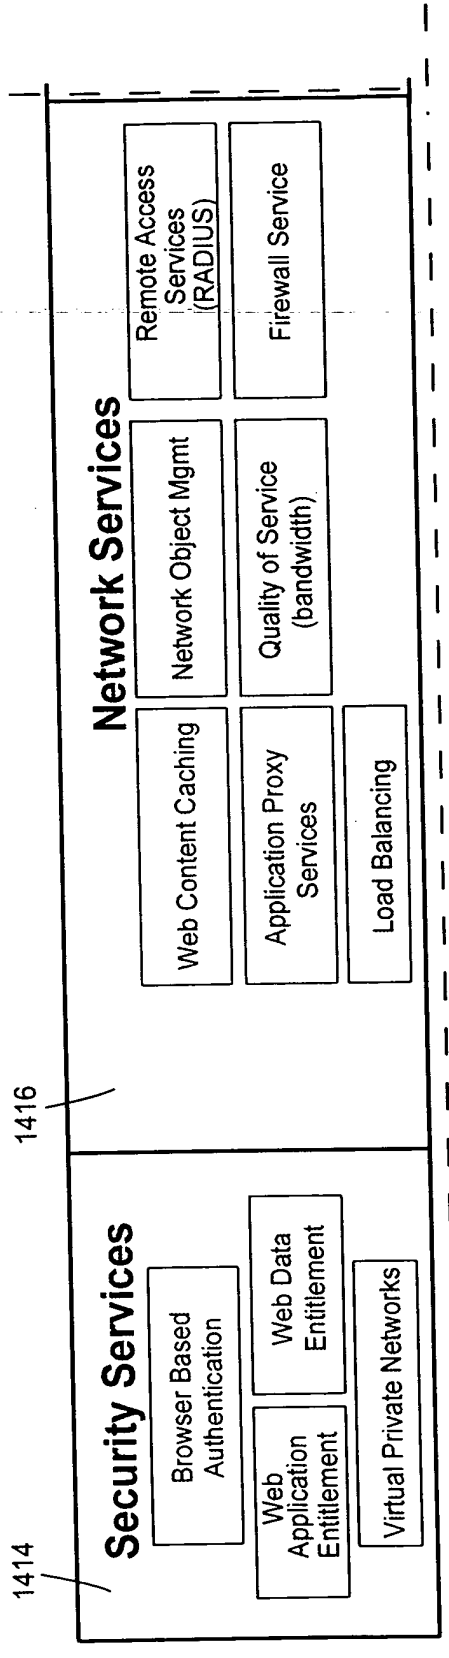 1414
Security Services
Browser Based
Authentication
Web
Application
Entitlement
Web Data
Entitlement
Virtual Private Networks
1416
Network Services
Web Content Caching
Network Object Mgmt
Remote Access
Services
(RADIUS)
Application Proxy
Services
Quality of Service
(bandwidth)
Firewall Service
Load Balancing